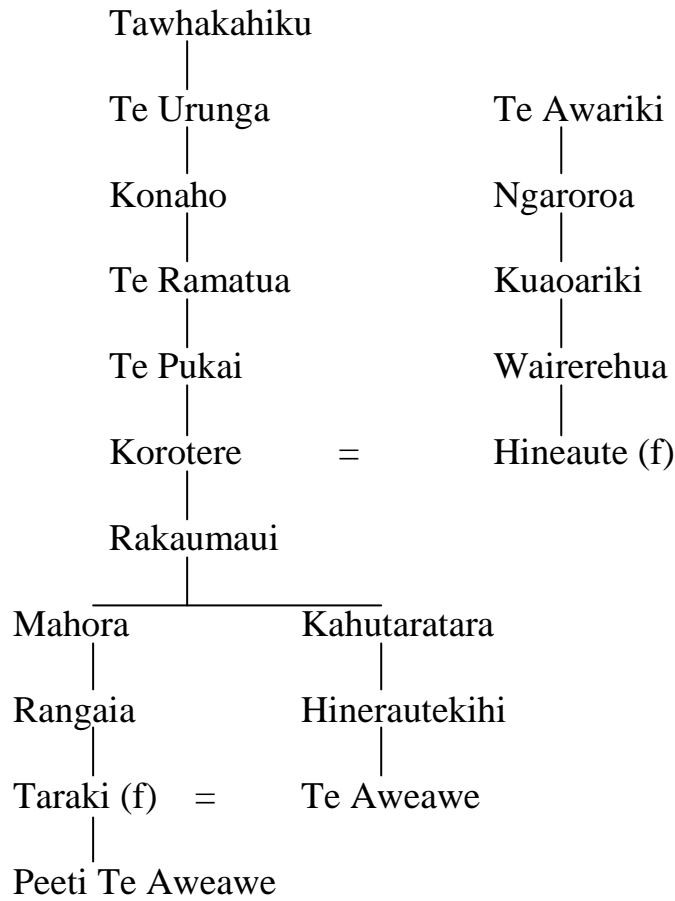 Tawhakahiku
Te Urunga Te Awariki
Konaho Ngaroroa
Te Ramatua Kuaoariki
Te Pukai Wairerehua
Korotere = Hineaute (f)
Rakaumaui
Mahora Kahutaratara
Rangaia Hinerautekihi
Taraki (f) = Te Aweawe
Peeti Te Aweawe